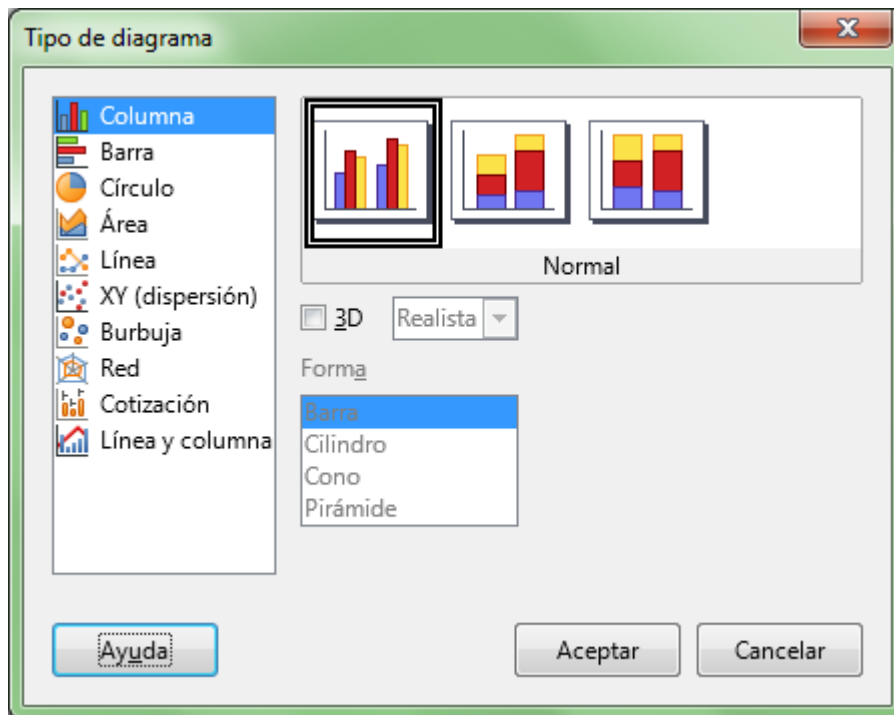 Tipo de diagrama
Columna
Barra
Círculo
Área
Línea
XY (dispersión)
Burbuja
Red
Cotización
Línea y columna
Normal
3D Realista
Forma
Barra
Cilindro
Cono
Pirámide
Ayuda Aceptar Cancelar